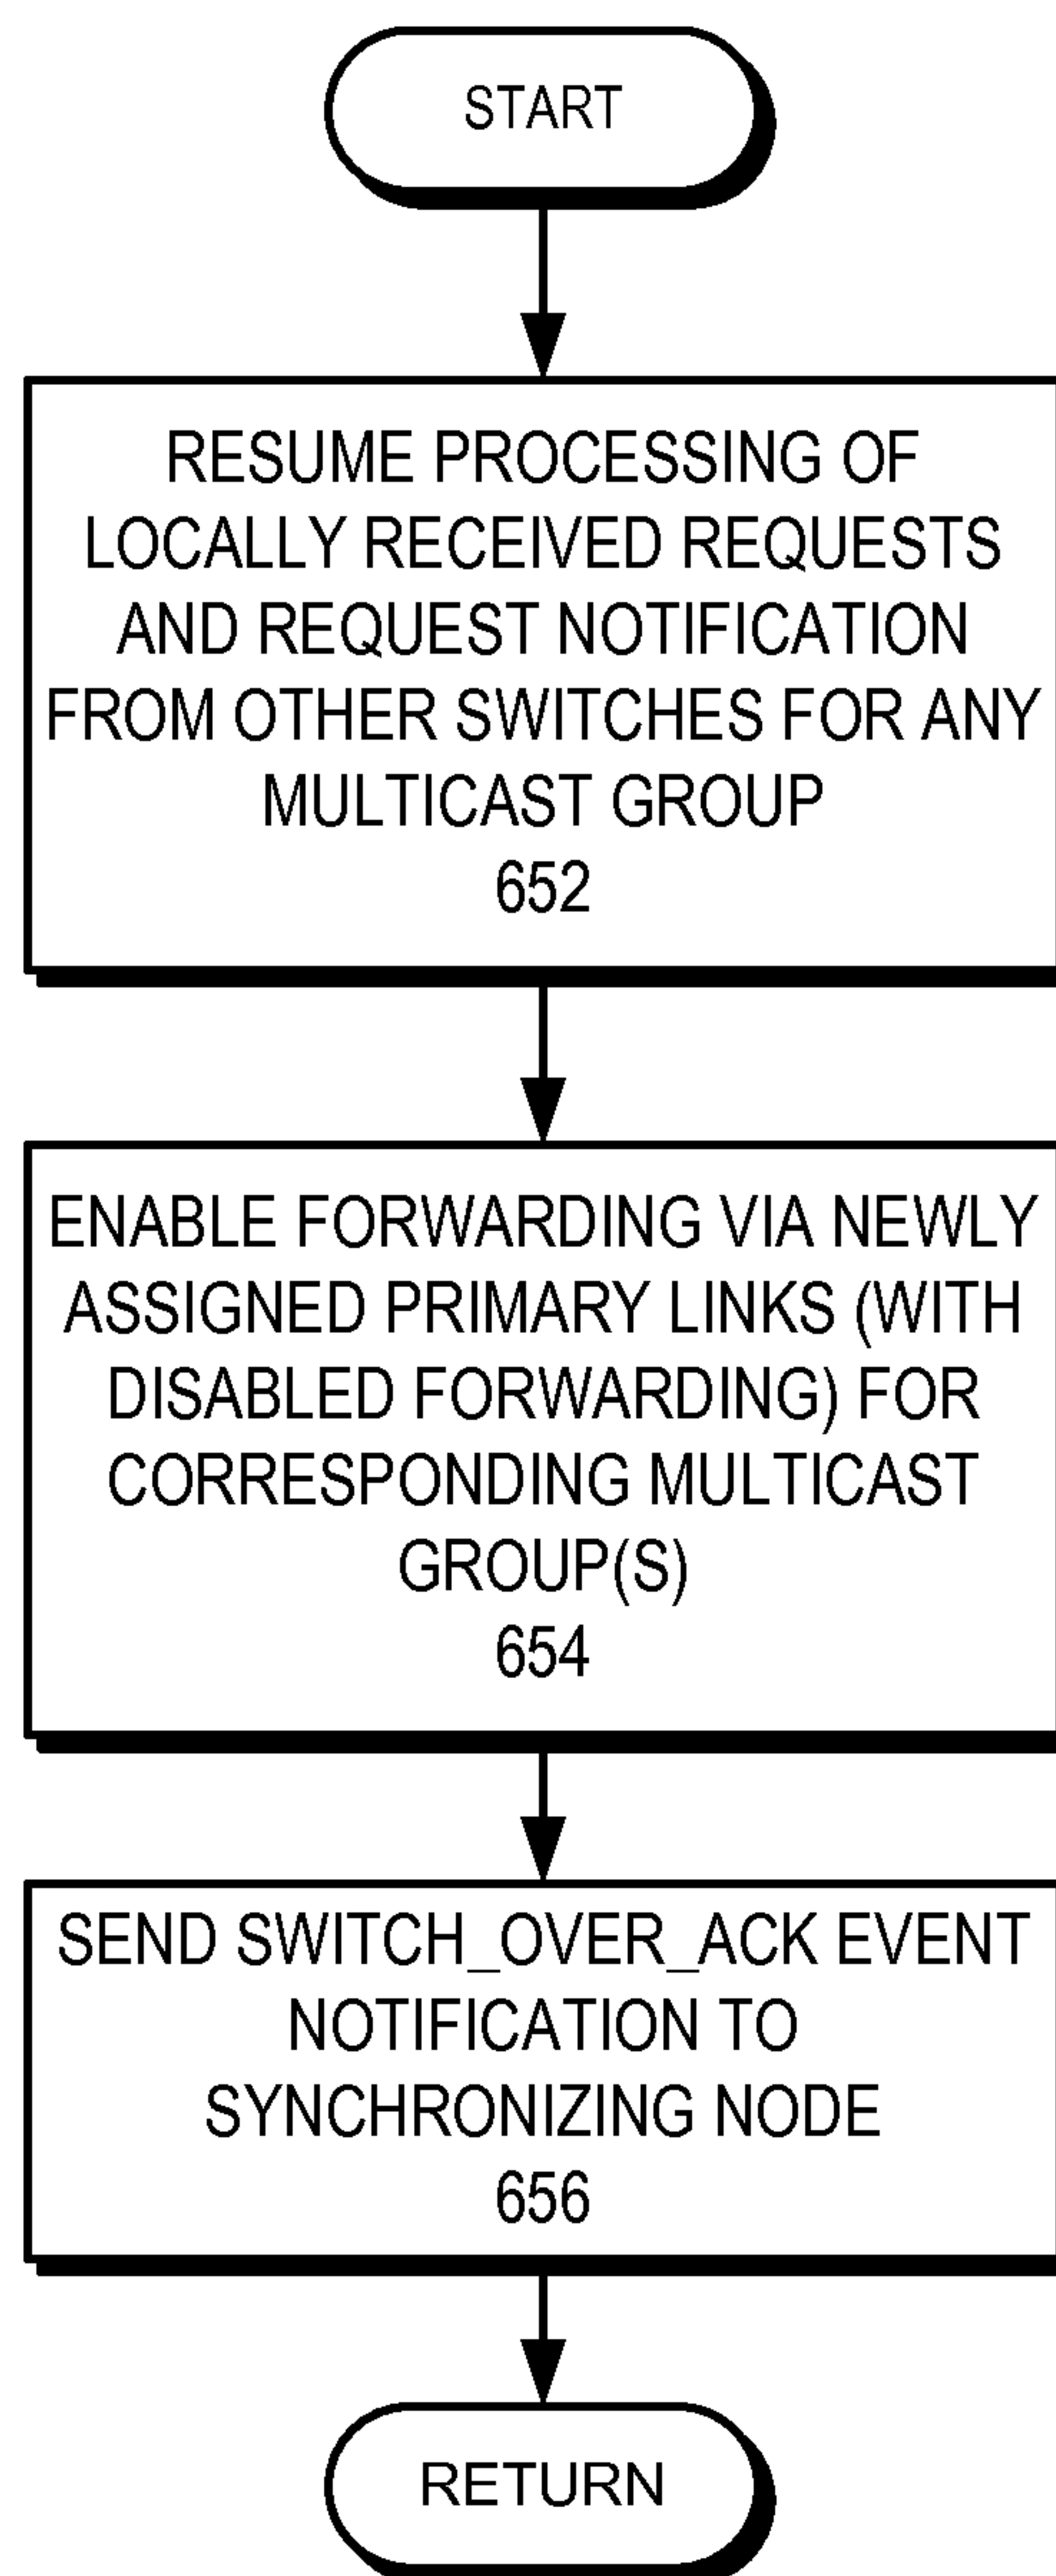 START
RESUME PROCESSING OF
LOCALLY RECEIVED REQUESTS
AND REQUEST NOTIFICATION
FROM OTHER SWITCHES FOR ANY
MULTICAST GROUP
652
ENABLE FORWARDING VIA NEWLY
ASSIGNED PRIMARY LINKS (WITH
DISABLED FORWARDING) FOR
CORRESPONDING MULTICAST
GROUP(S)
654
SEND SWITCH_OVER_ACK EVENT
NOTIFICATION TO
SYNCHRONIZING NODE
656
RETURN